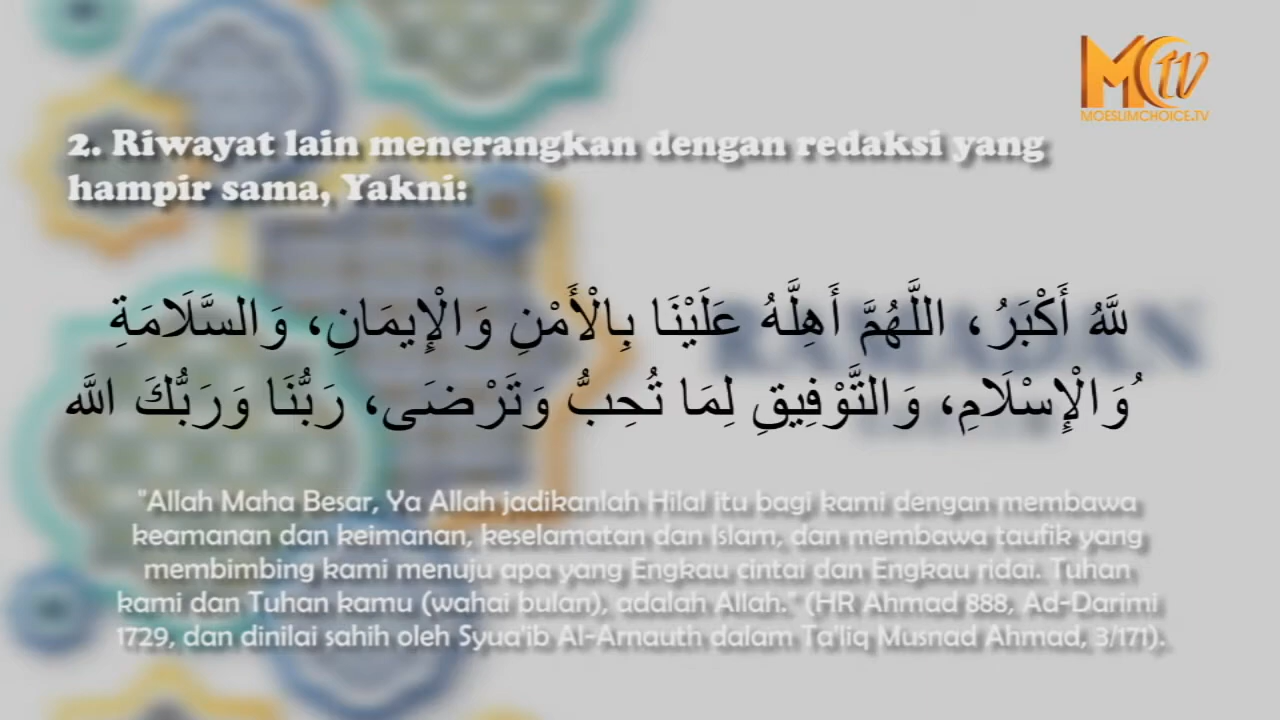 MCTV
MOESLIMCHOICE.TV
2. Riwayat lain menerangkan dengan redaksi yang
hampir sama, Yakni:
للَّهُ أَكْبَرُ، اللَّهُمَّ أَهِلَّهُ عَلَيْنَا بِالْأَمْنِ وَالْإِيمَانِ، وَالسَّلَامَةِ
ُوَالْإِسْلَامِ، وَالتَّوْفِيقِ لِمَا تُحِبُّ وَتَرْضَى، رَبُّنَا وَرَبُّكَ اللَّه
"Allah Maha Besar, Ya Allah jadikanlah Hilal itu bagi kami dengan membawa
keamanan dan keimanan, keselamatan dan Islam, dan membawa taufik yang
membimbing kami menuju apa yang Engkau cintai dan Engkau ridai. Tuhan
kami dan Tuhan kamu (wahai bulan), adalah Allah." (HR Ahmad 888, Ad-Darimi
1729, dan dinilai sahih oleh Syua'ib Al-Arnauth dalam Ta'liq Musnad Ahmad, 3/171).